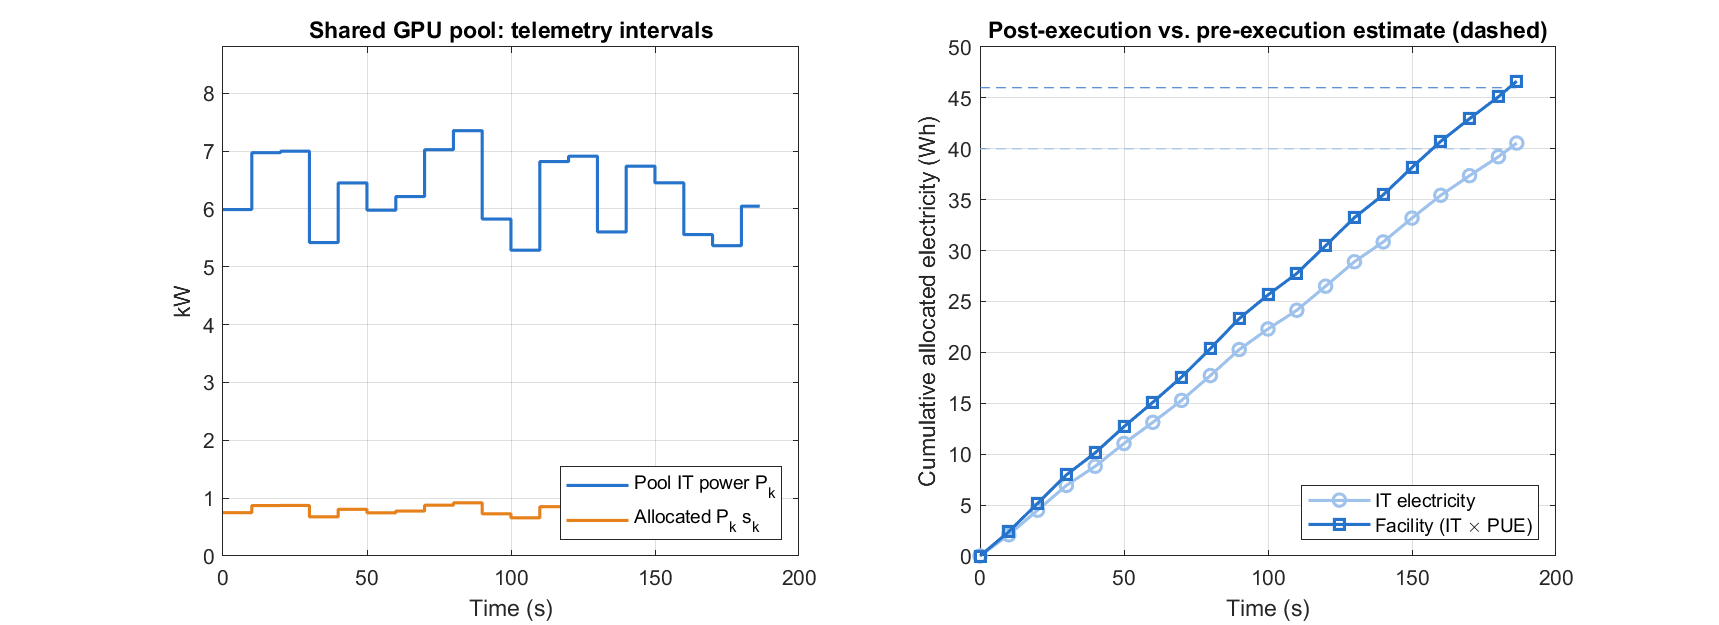 Shared GPU pool: telemetry intervals
8
7
6
5
4
3
2
1
0
kW
Pool IT power P_k
Allocated P_k s_k
0 50 100 150 200
Time (s)
Post-execution vs. pre-execution estimate (dashed)
50
45
40
35
30
25
20
15
10
5
0
Cumulative allocated electricity (Wh)
IT electricity
Facility (IT × PUE)
0 50 100 150 200
Time (s)